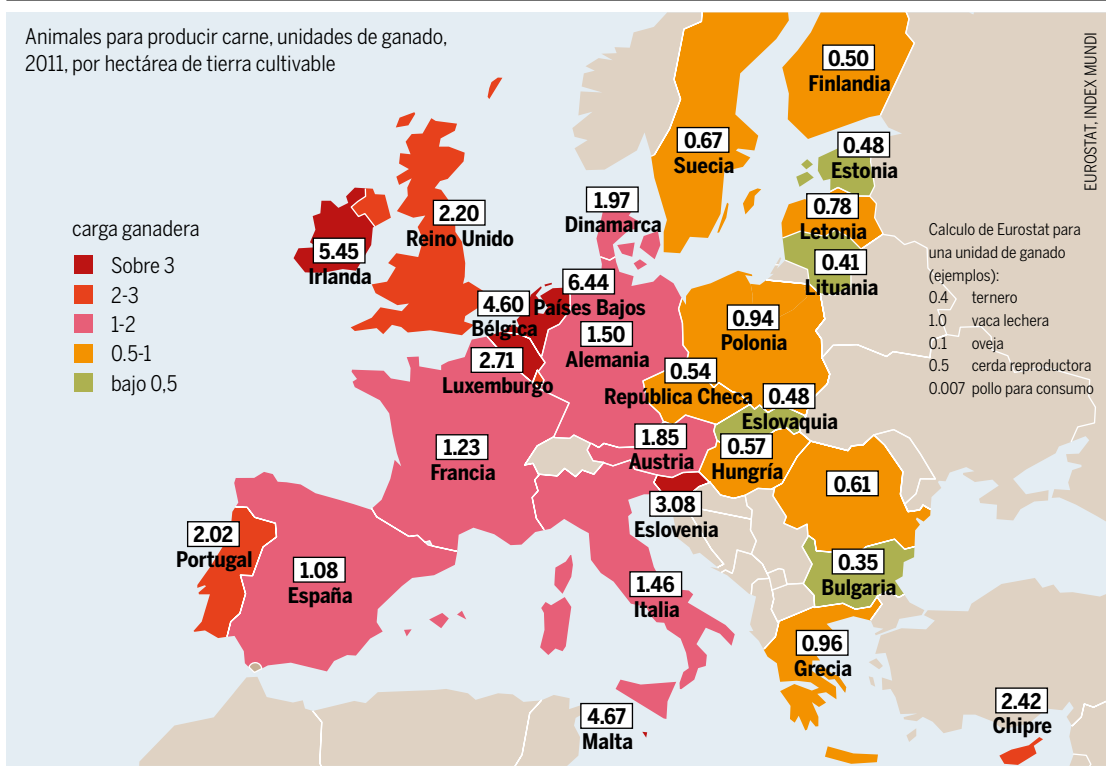 Animales para producir carne, unidades de ganado,
2011, por hectárea de tierra cultivable
EUROSTAT, INDEX MUNDI
carga ganadera
Sobre 3
2-3
1-2
0.5-1
bajo 0,5
0.50
Finlandia
0.67
Suecia
0.48
Estonia
0.78
Letonia
0.41
Lituania
1.97
Dinamarca
2.20
Reino Unido
5.45
Irlanda
6.44
Países Bajos
4.60
Bélgica
2.71
Luxemburgo
1.50
Alemania
0.94
Polonia
0.54
República Checa
0.48
Eslovaquia
1.23
Francia
1.85
Austria
0.57
Hungría
0.61
3.08
Eslovenia
2.02
Portugal
1.08
España
1.46
Italia
0.35
Bulgaria
0.96
Grecia
4.67
Malta
2.42
Chipre
Calculo de Eurostat para
una unidad de ganado
(ejemplos):
0.4 ternero
1.0 vaca lechera
0.1 oveja
0.5 cerda reproductora
0.007 pollo para consumo